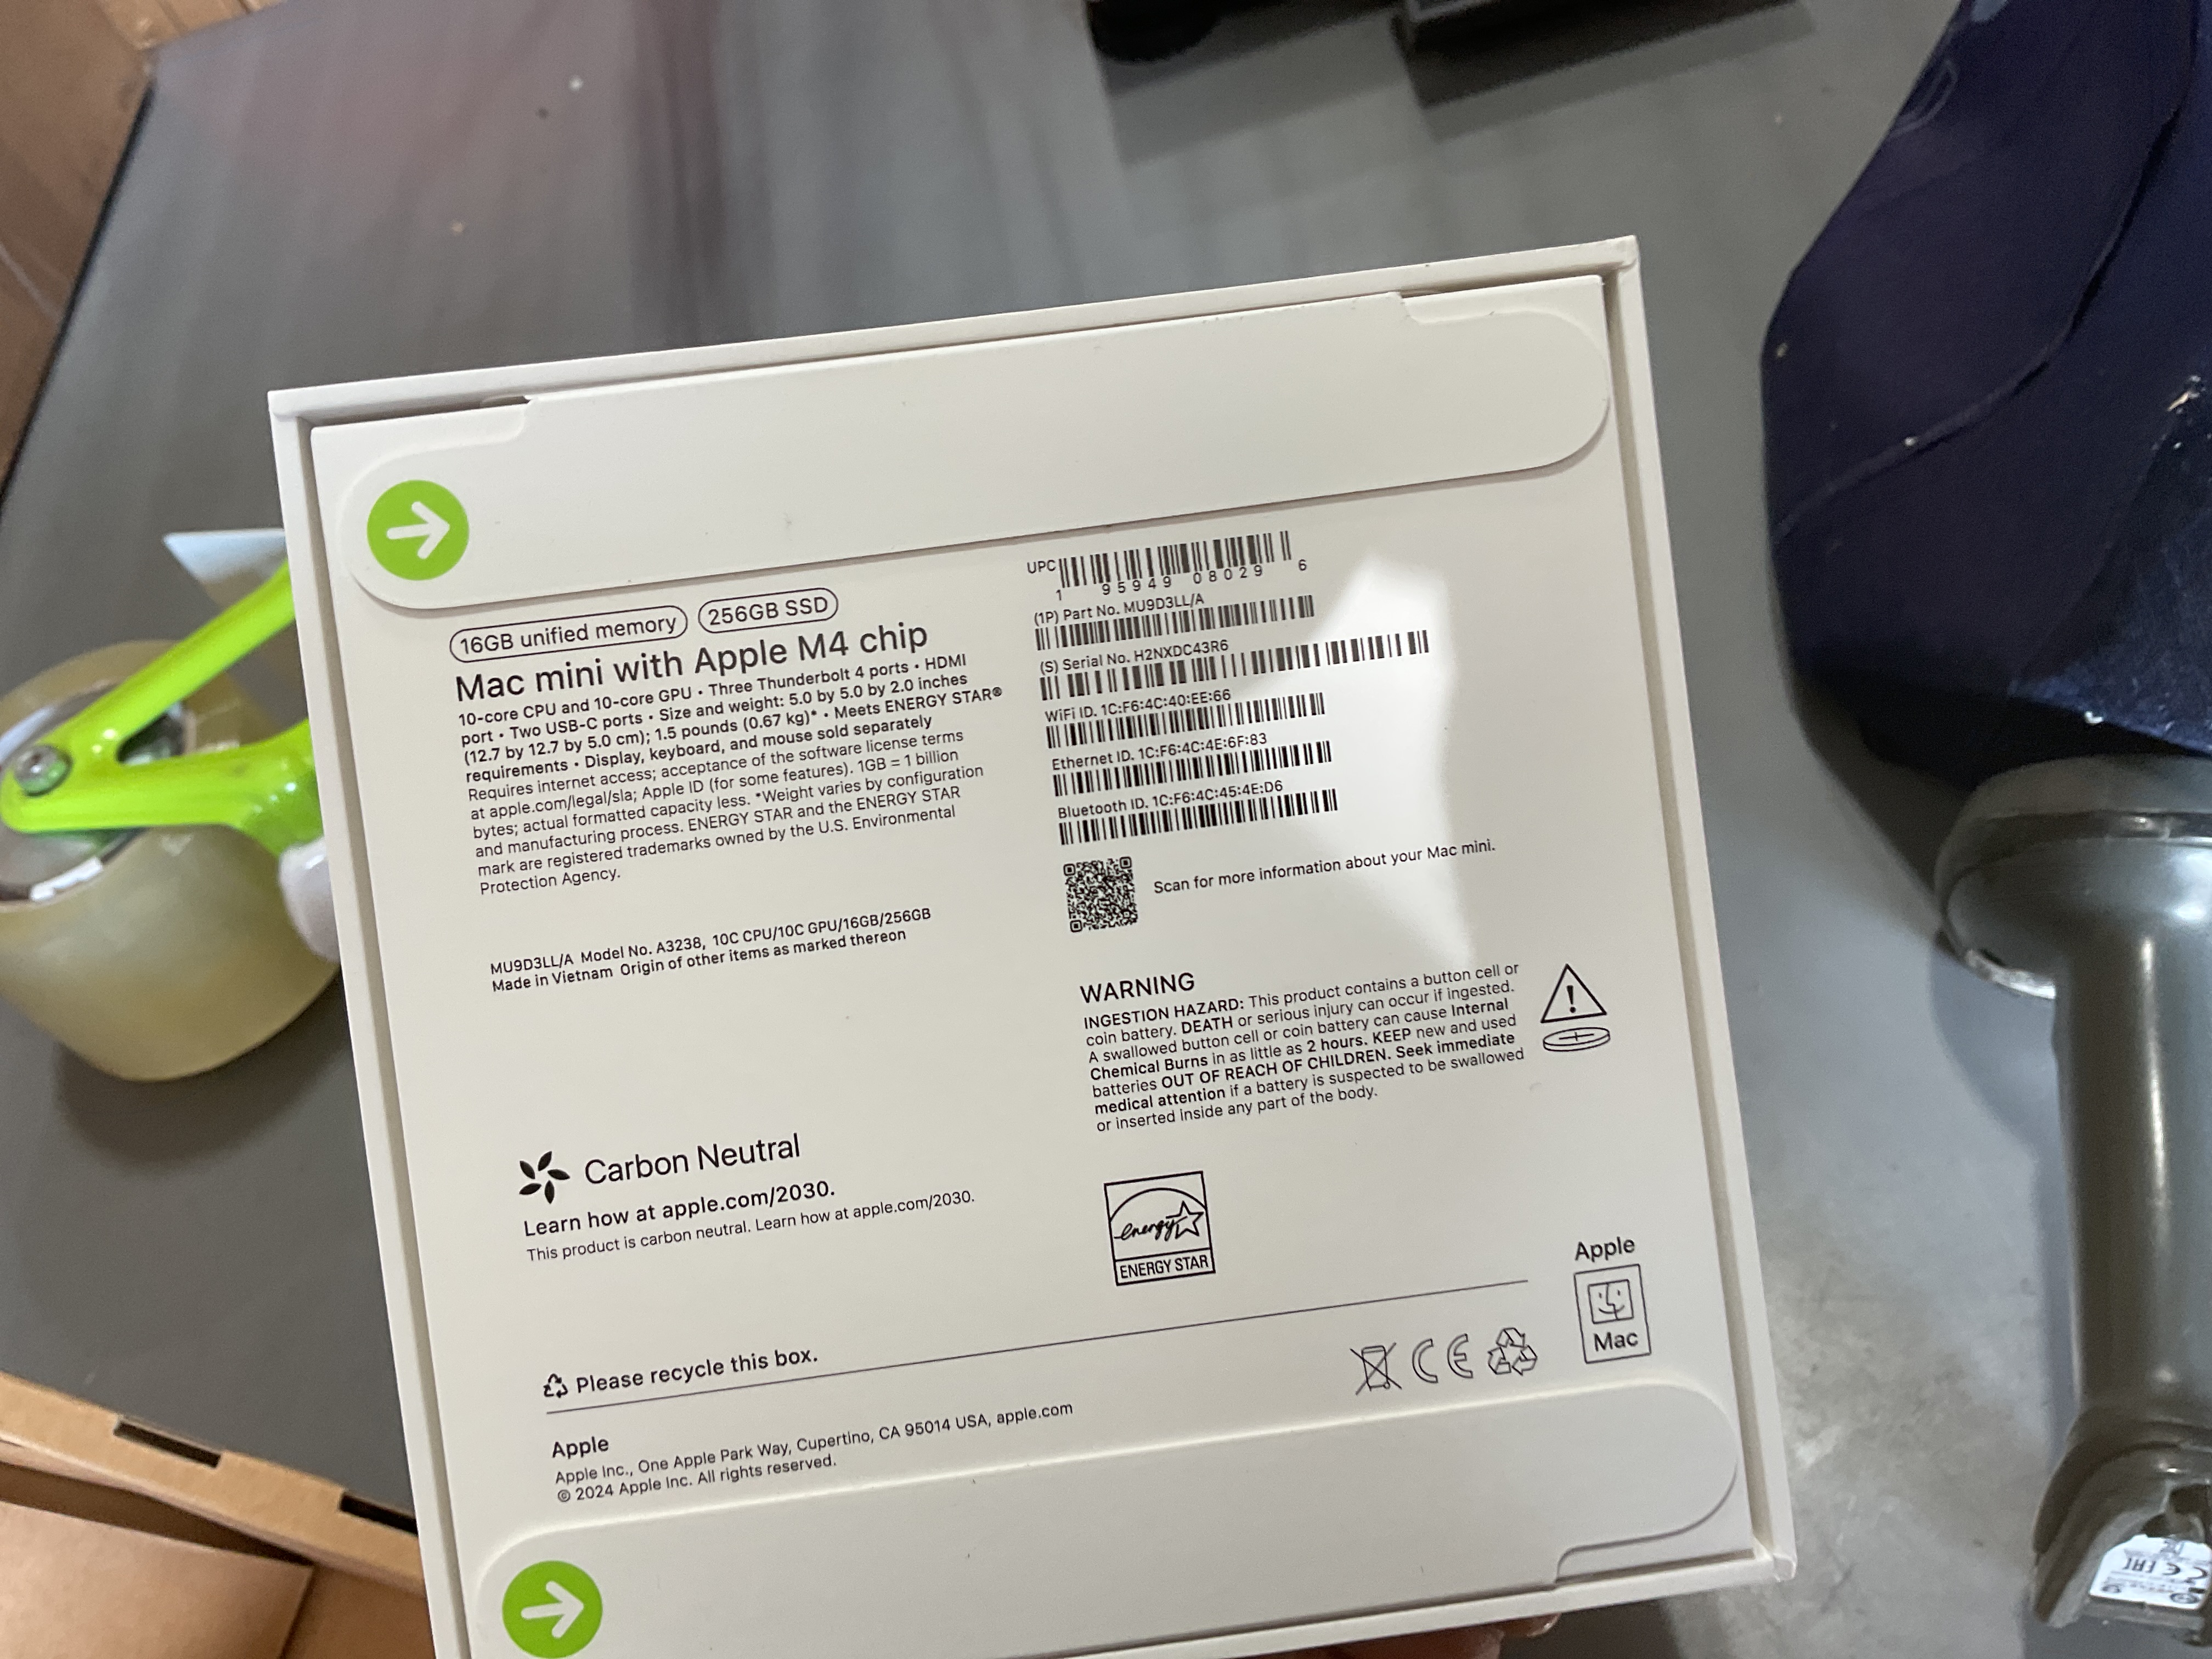 16GB unified memory 256GB SSD
Mac mini with Apple M4 chip
10-core CPU and 10-core GPU • Three Thunderbolt 4 ports • HDMI
port • Two USB-C ports • Size and weight: 5.0 by 5.0 by 2.0 inches
(12.7 by 12.7 by 5.0 cm); 1.5 pounds (0.67 kg)* • Meets ENERGY STAR®
requirements • Display, keyboard, and mouse sold separately
Requires internet access; acceptance of the software license terms
at apple.com/legal/sla; Apple ID (for some features). 1GB = 1 billion
bytes; actual formatted capacity less. *Weight varies by configuration
and manufacturing process. ENERGY STAR and the ENERGY STAR
mark are registered trademarks owned by the U.S. Environmental
Protection Agency.
MU9D3LL/A Model No. A3238, 10C CPU/10C GPU/16GB/256GB
Made in Vietnam Origin of other items as marked thereon
UPC
1 95949 08029 6
(1P) Part No. MU9D3LL/A
(S) Serial No. H2NXDC43R6
WiFi ID. 1C:F6:4C:40:EE:66
Ethernet ID. 1C:F6:4C:4E:6F:83
Bluetooth ID. 1C:F6:4C:45:4E:D6
Scan for more information about your Mac mini.
WARNING
INGESTION HAZARD: This product contains a button cell or
coin battery. DEATH or serious injury can occur if ingested.
A swallowed button cell or coin battery can cause Internal
Chemical Burns in as little as 2 hours. KEEP new and used
batteries OUT OF REACH OF CHILDREN. Seek immediate
medical attention if a battery is suspected to be swallowed
or inserted inside any part of the body.
Carbon Neutral
Learn how at apple.com/2030.
This product is carbon neutral. Learn how at apple.com/2030.
energy
ENERGY STAR
Apple
Mac
Please recycle this box.
CE
Apple
Apple Inc., One Apple Park Way, Cupertino, CA 95014 USA, apple.com
© 2024 Apple Inc. All rights reserved.